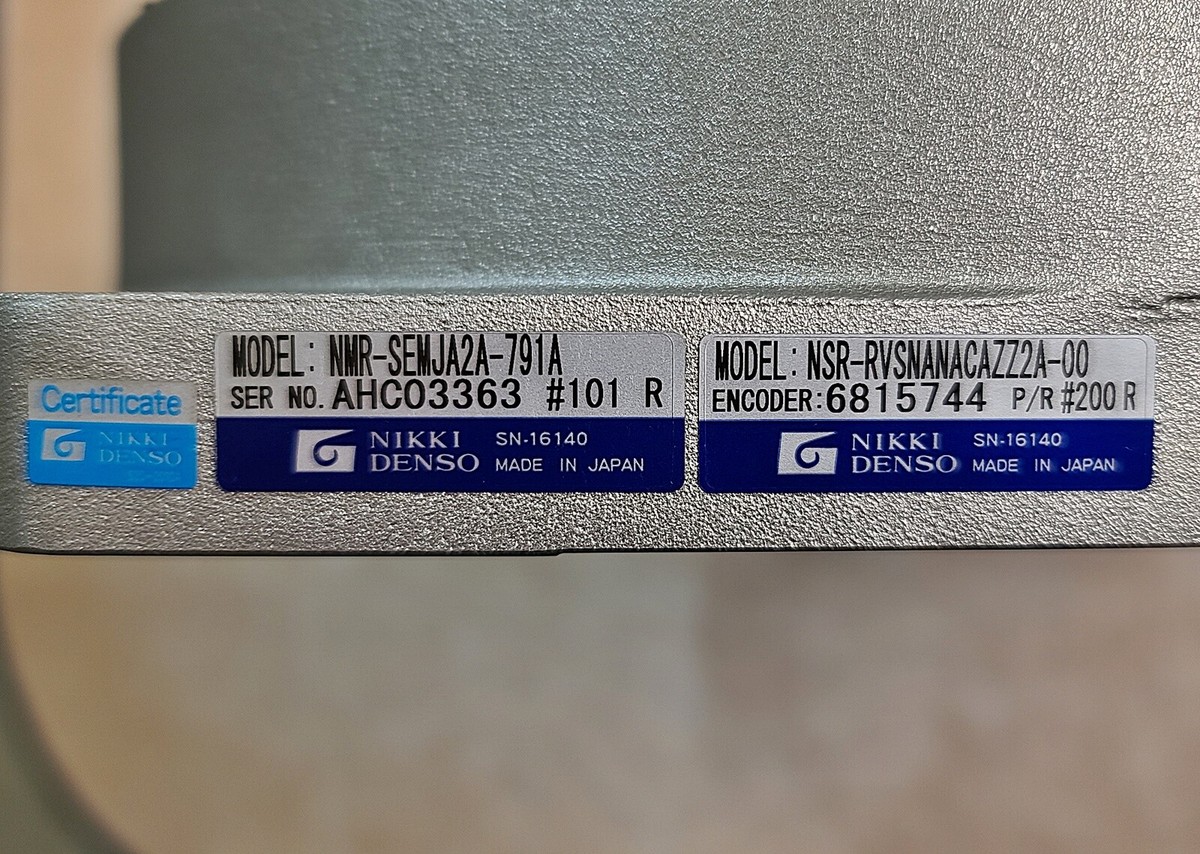 Certificate
NIKKI
DENSO
MODEL: NMR-SEMJA2A-791A
SER NO. AHC03363 #101 R
NIKKI
DENSO
SN-16140
MADE IN JAPAN
MODEL: NSR-RVSNANACAZZ2A-00
ENCODER:6815744 P/R #200 R
NIKKI
DENSO
SN-16140
MADE IN JAPAN